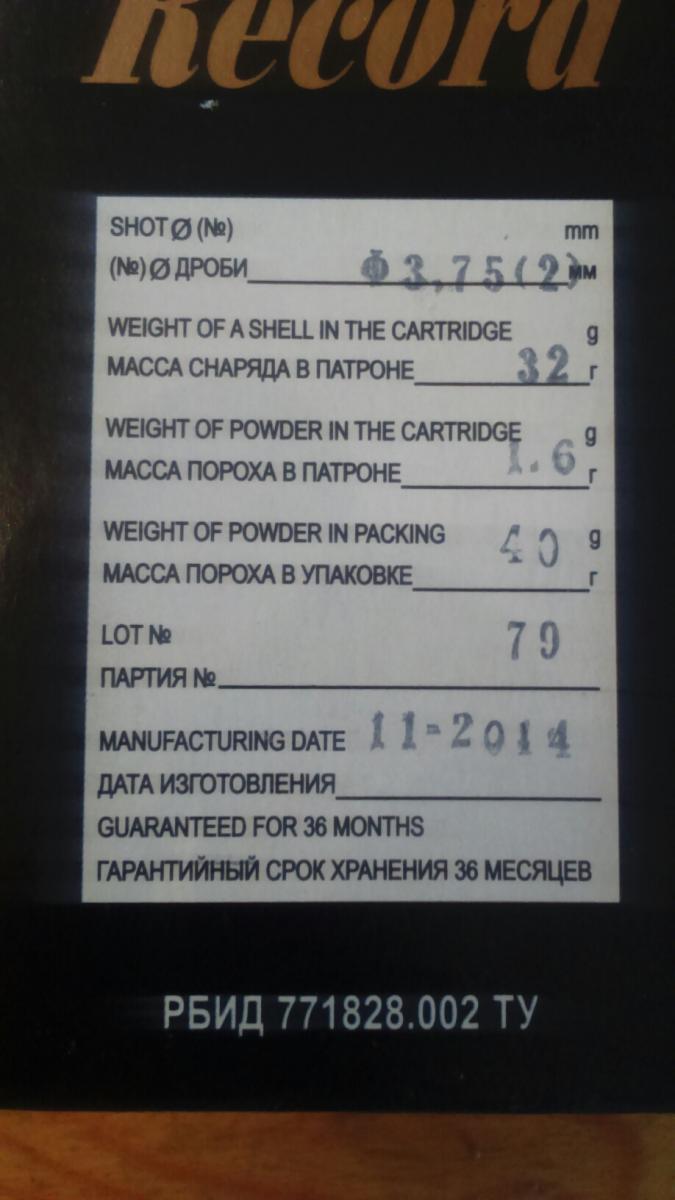 Record
SHOT Ø (№) mm
(№) Ø ДРОБИ Ф 3,75(2) мм
WEIGHT OF A SHELL IN THE CARTRIDGE g
МАССА СНАРЯДА В ПАТРОНЕ 32 г
WEIGHT OF POWDER IN THE CARTRIDGE g
МАССА ПОРОХА В ПАТРОНЕ 1.6 г
WEIGHT OF POWDER IN PACKING 40 g
МАССА ПОРОХА В УПАКОВКЕ г
LOT № 79
ПАРТИЯ №
MANUFACTURING DATE 11-2014
ДАТА ИЗГОТОВЛЕНИЯ
GUARANTEED FOR 36 MONTHS
ГАРАНТИЙНЫЙ СРОК ХРАНЕНИЯ 36 МЕСЯЦЕВ
РБИД 771828.002 ТУ